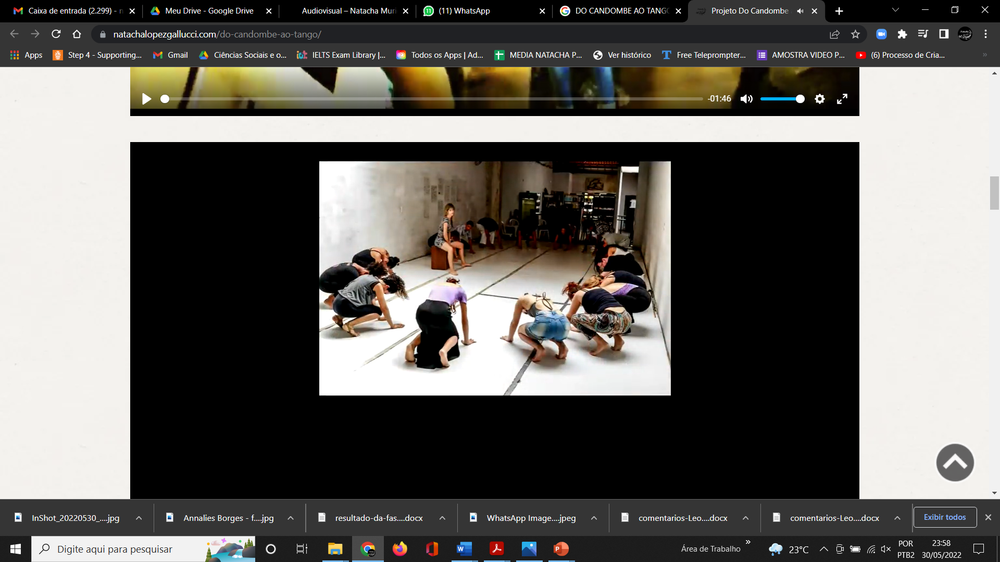 Caixa de entrada (2.299) - n
Meu Drive - Google Drive
Audiovisual – Natacha Muri
(11) WhatsApp
DO CANDOMBE AO TANGO
Projeto Do Candombe
natachalopezgallucci.com/do-candombe-ao-tango/
Apps
Step 4 - Supporting...
Gmail
Ciências Sociais e o...
IELTS Exam Library |...
Todos os Apps | Ad...
MEDIA NATACHA P...
Ver histórico
Free Teleprompter...
AMOSTRA VIDEO P...
(6) Processo de Cria...
-01:46
InShot_20220530_....jpg
Annalies Borges - f....jpg
resultado-da-fas....docx
WhatsApp Image....jpeg
comentarios-Leo....docx
comentarios-Leo....docx
Exibir todos
Digite aqui para pesquisar
Área de Trabalho
23°C
POR
PTB2
23:58
30/05/2022